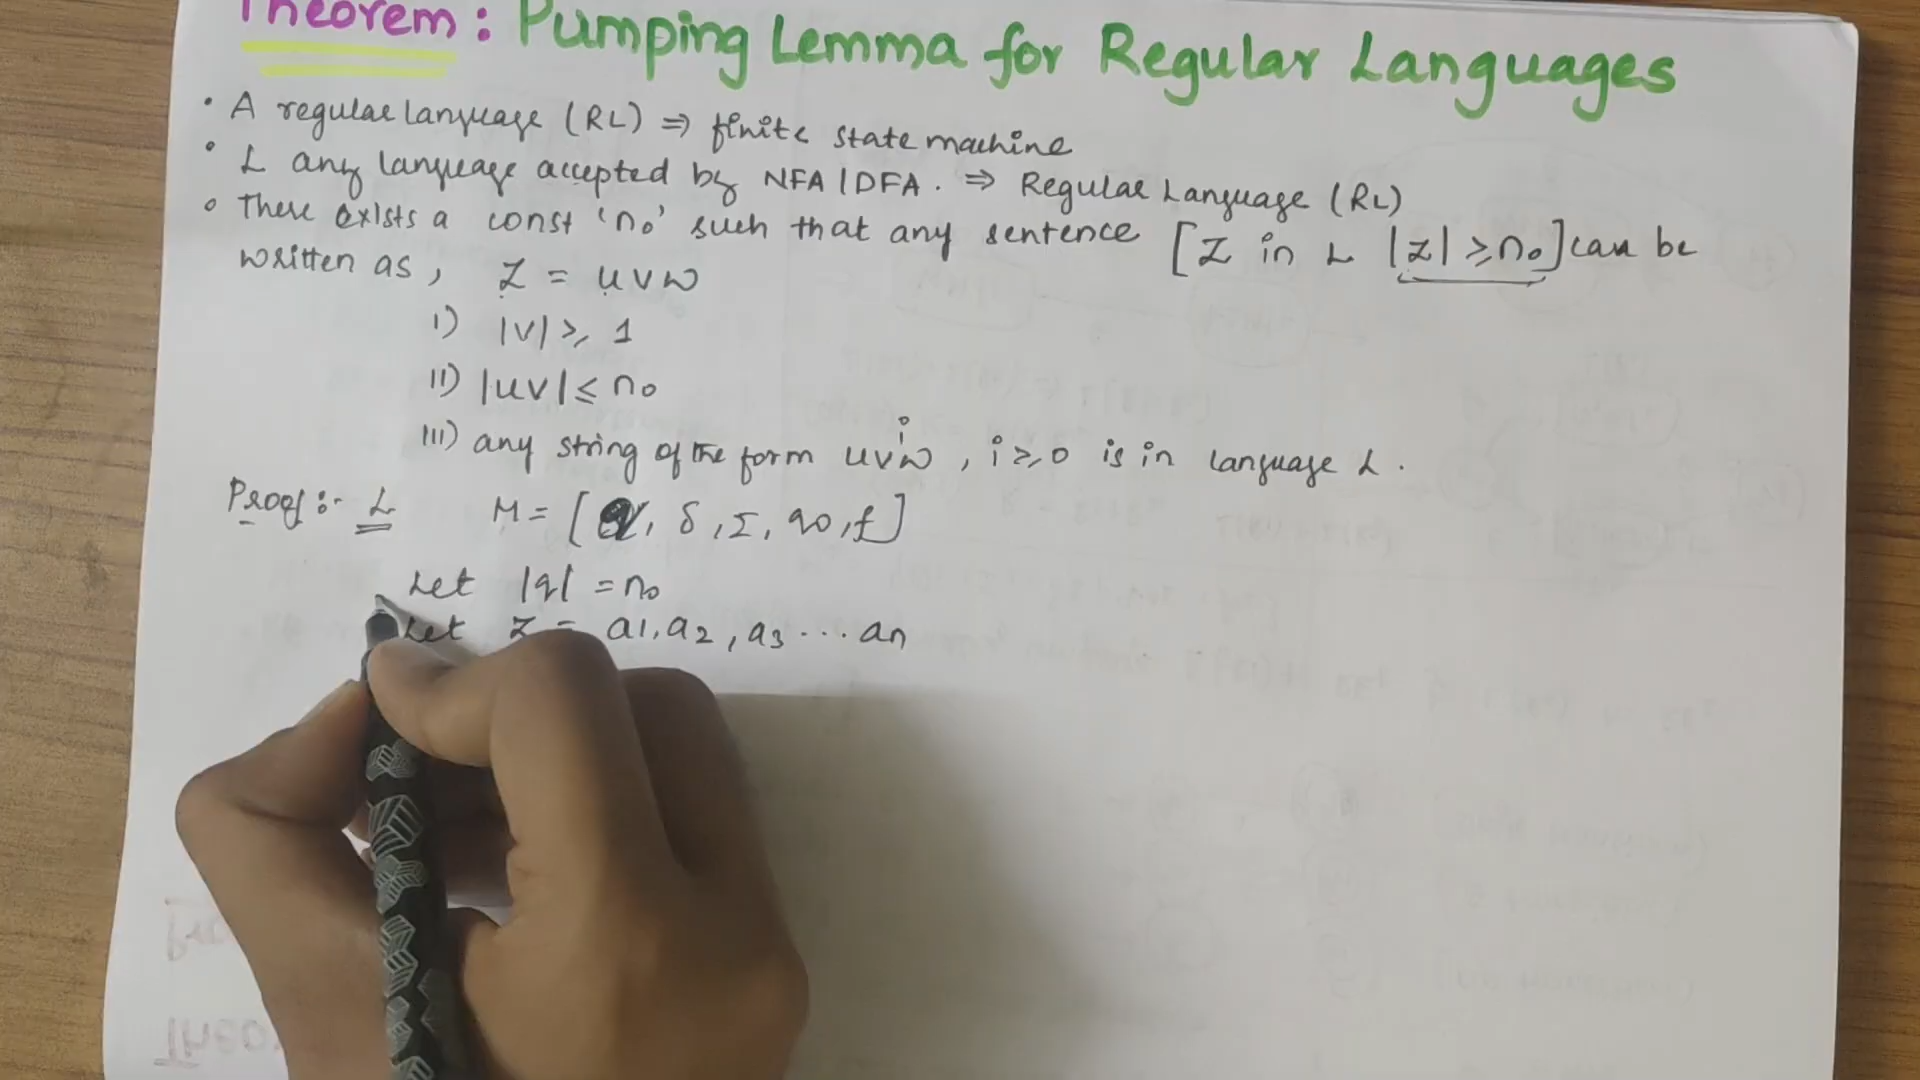 Theorem: Pumping Lemma for Regular Languages
• A regular language (RL) ⇒ finite state machine
• L any language accepted by NFA/DFA. ⇒ Regular Language (RL)
• There exists a const 'n₀' such that any sentence [Z in L |z| ≥ n₀] can be
written as, Z = uvw
i) |v| ≥ 1
ii) |uv| ≤ n₀
iii) any string of the form uvⁱw, i ≥ 0 is in language L.
Proof:- L M = [Q, δ, Σ, q0, f]
Let |q| = n₀
Let Z = a1, a2, a3 ... an